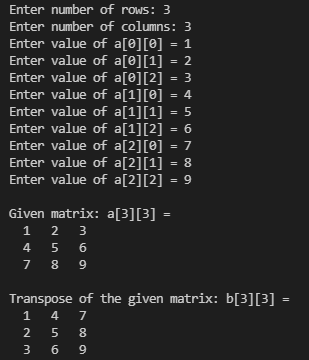 Enter number of rows: 3
Enter number of columns: 3
Enter value of a[0][0] = 1
Enter value of a[0][1] = 2
Enter value of a[0][2] = 3
Enter value of a[1][0] = 4
Enter value of a[1][1] = 5
Enter value of a[1][2] = 6
Enter value of a[2][0] = 7
Enter value of a[2][1] = 8
Enter value of a[2][2] = 9

Given matrix: a[3][3] =
  1  2  3
  4  5  6
  7  8  9

Transpose of the given matrix: b[3][3] =
  1  4  7
  2  5  8
  3  6  9